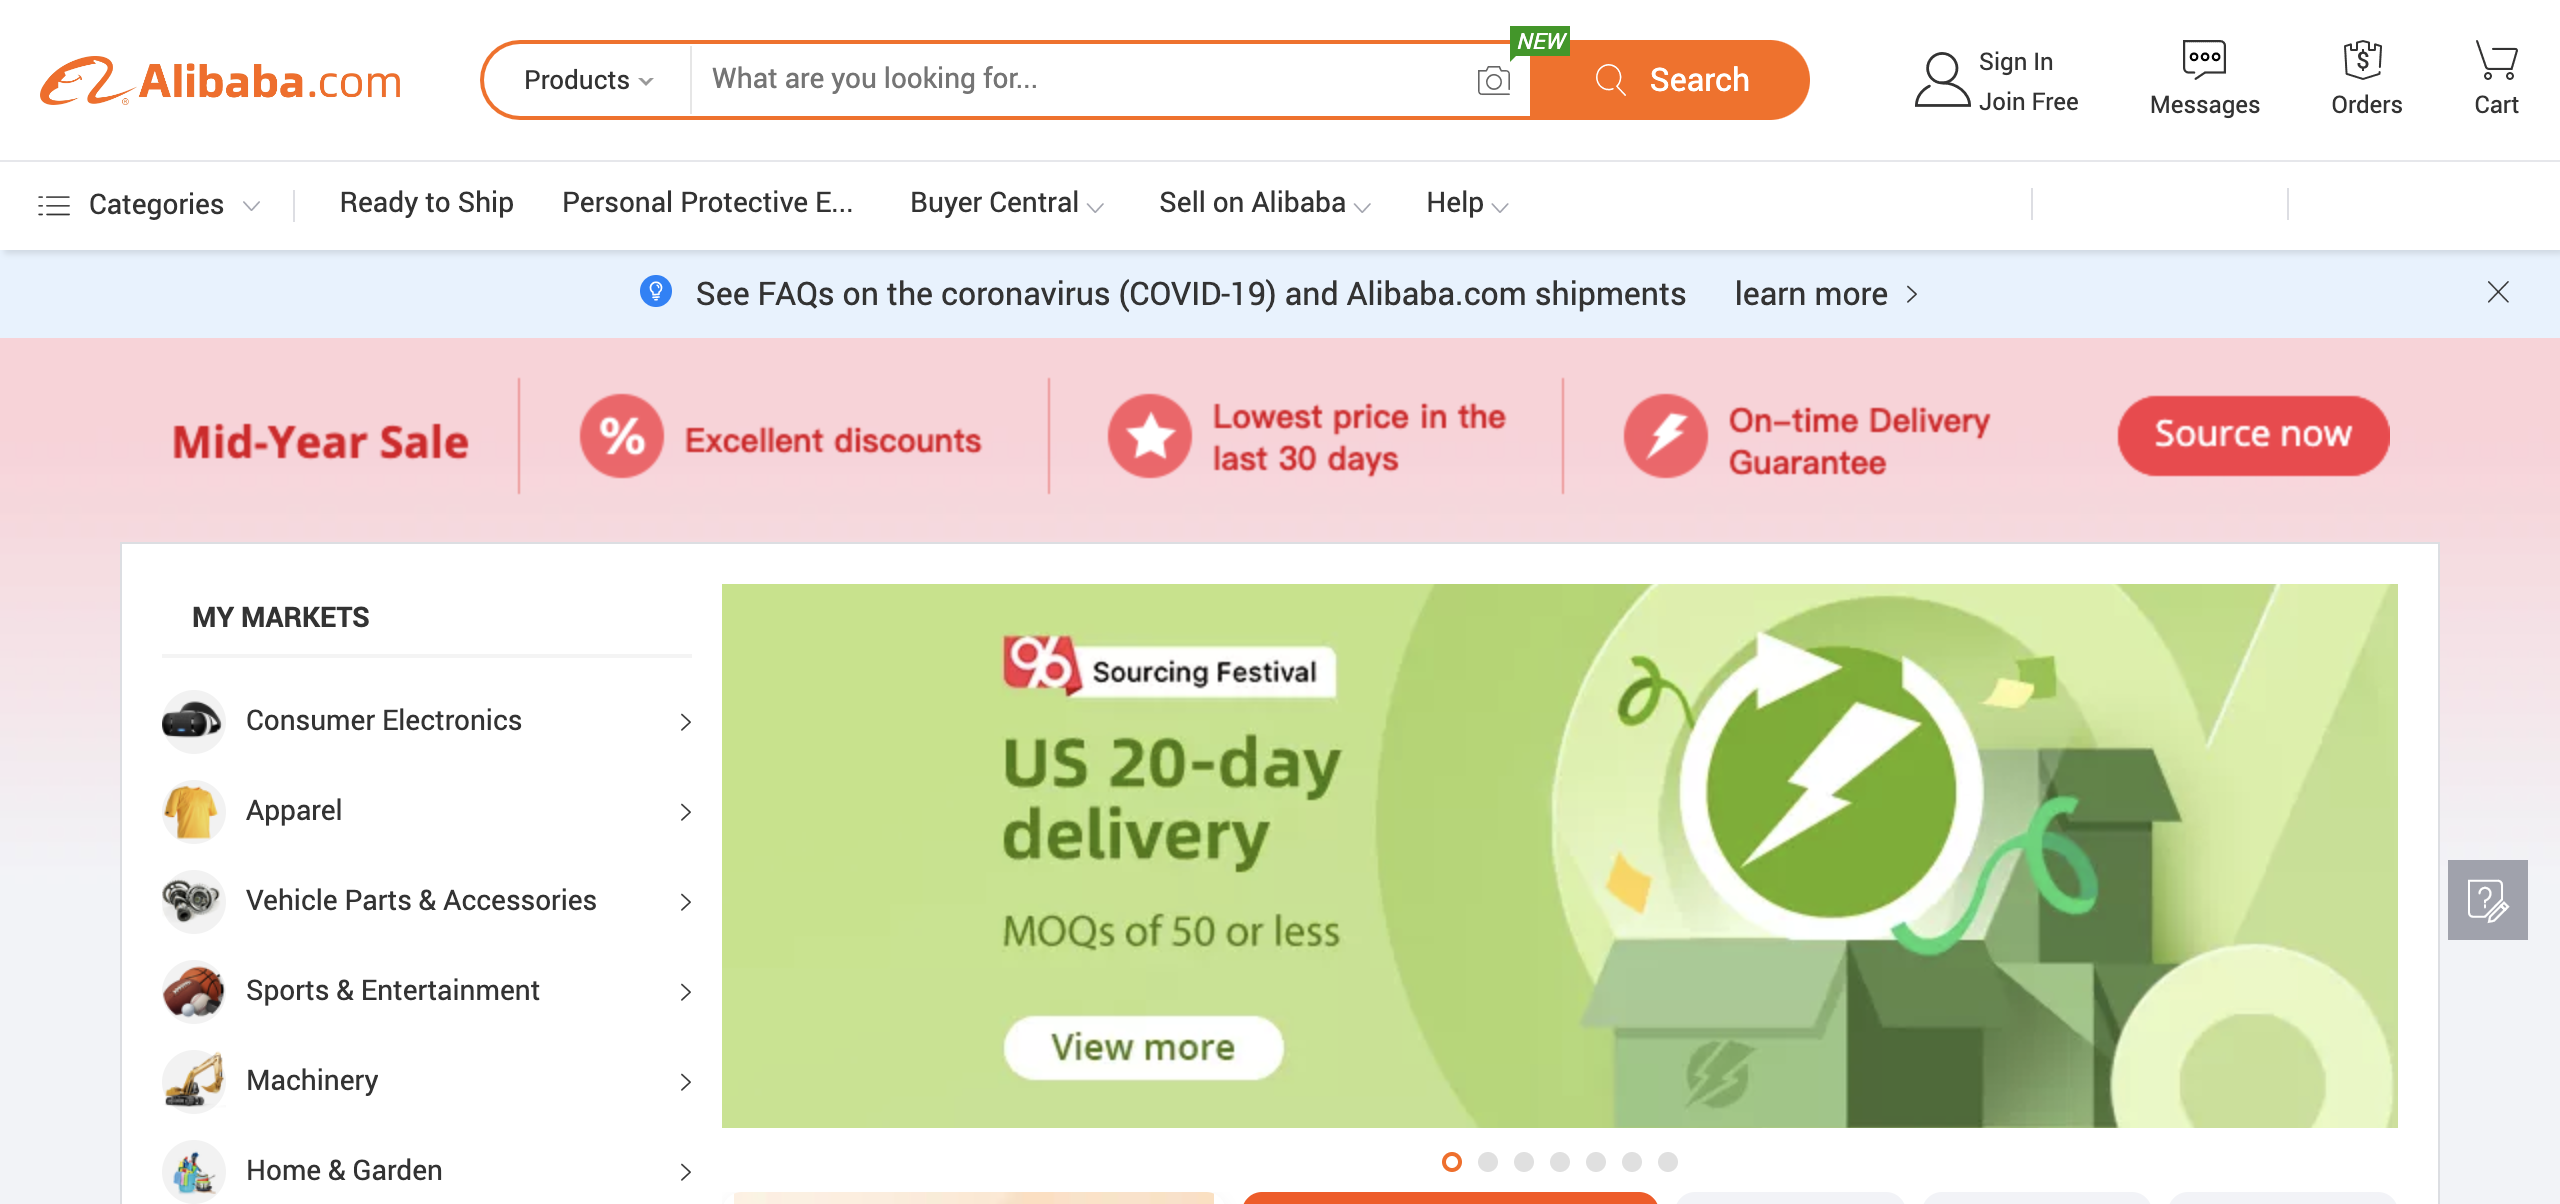 Alibaba.com
Products
What are you looking for...
NEW
Search
Sign In
Join Free
Messages
Orders
Cart
Categories
Ready to Ship
Personal Protective E...
Buyer Central
Sell on Alibaba
Help
See FAQs on the coronavirus (COVID-19) and Alibaba.com shipments
learn more
Mid-Year Sale
%
Excellent discounts
Lowest price in the
last 30 days
On-time Delivery
Guarantee
Source now
MY MARKETS
Consumer Electronics
Apparel
Vehicle Parts & Accessories
Sports & Entertainment
Machinery
Home & Garden
96
Sourcing Festival
US 20-day
delivery
MOQs of 50 or less
View more